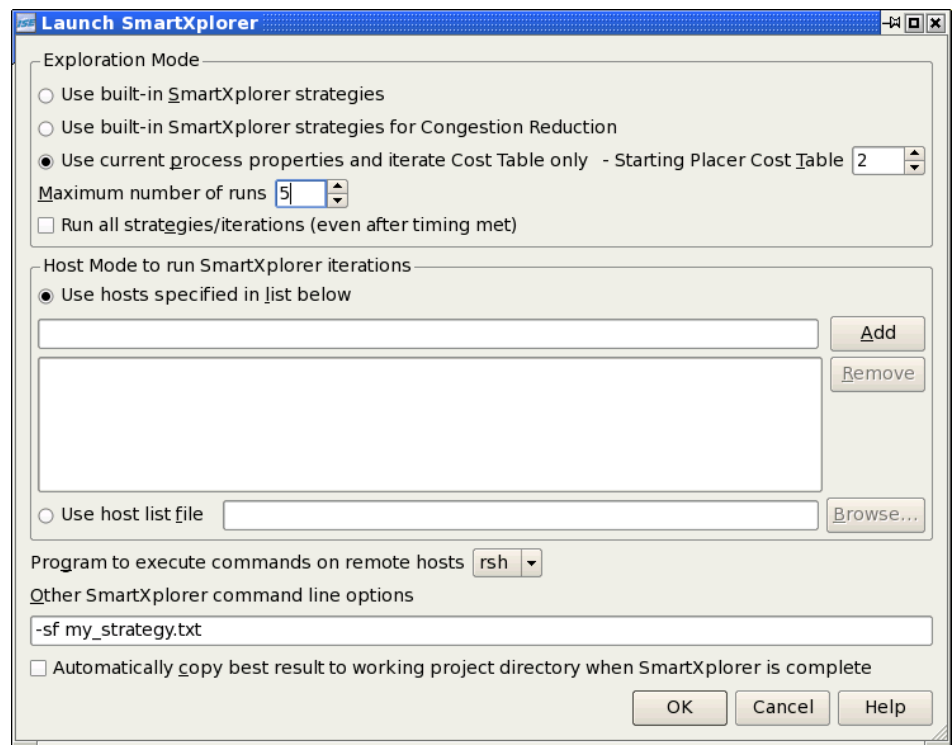 ISE Launch SmartXplorer
Exploration Mode
Use built-in SmartXplorer strategies
Use built-in SmartXplorer strategies for Congestion Reduction
Use current process properties and iterate Cost Table only - Starting Placer Cost Table 2
Maximum number of runs 5
Run all strategies/iterations (even after timing met)
Host Mode to run SmartXplorer iterations
Use hosts specified in list below
Add
Remove
Use host list file Browse...
Program to execute commands on remote hosts rsh
Other SmartXplorer command line options
-sf my_strategy.txt
Automatically copy best result to working project directory when SmartXplorer is complete
OK Cancel Help